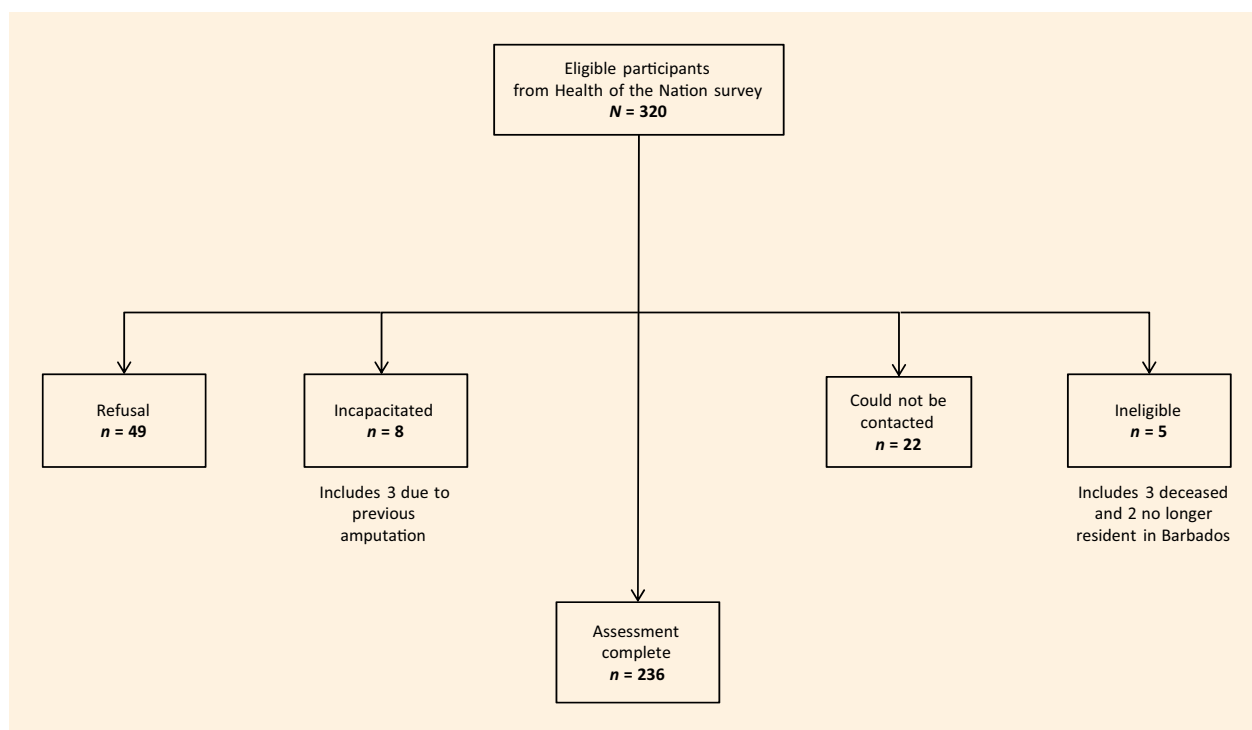 Eligible participants
from Health of the Nation survey
N = 320
Refusal
n = 49
Incapacitated
n = 8
Includes 3 due to
previous
amputation
Could not be
contacted
n = 22
Ineligible
n = 5
Includes 3 deceased
and 2 no longer
resident in Barbados
Assessment
complete
n = 236